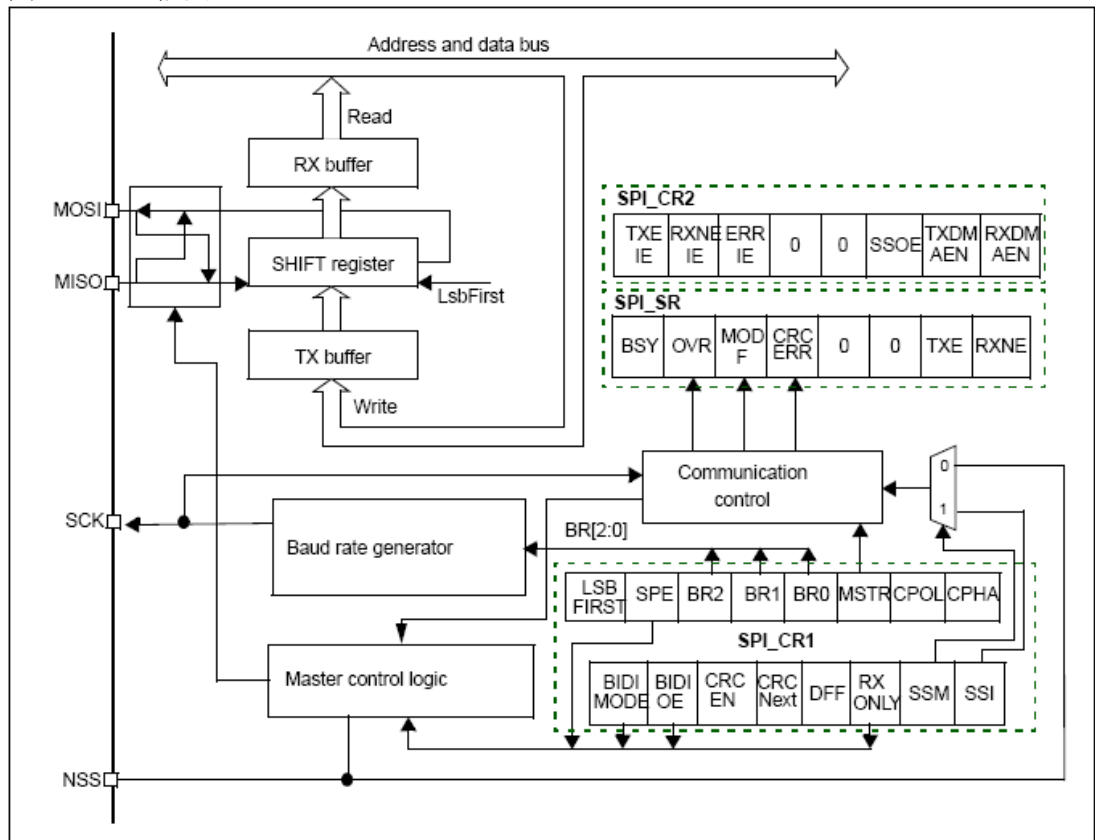 Address and data bus
Read
RX buffer
MOSI
SHIFT register
MISO
LsbFirst
TX buffer
Write
SPI_CR2
TXE IE
RXNE IE
ERR IE
0
0
SSOE
TXDM AEN
RXDM AEN
SPI_SR
BSY
OVR
MOD F
CRC ERR
0
0
TXE
RXNE
Communication
control
0
1
SCK
Baud rate generator
BR[2:0]
LSB FIRST
SPE
BR2
BR1
BR0
MSTR
CPOL
CPHA
SPI_CR1
Master control logic
BIDI MODE
BIDI OE
CRC EN
CRC Next
DFF
RX ONLY
SSM
SSI
NSS